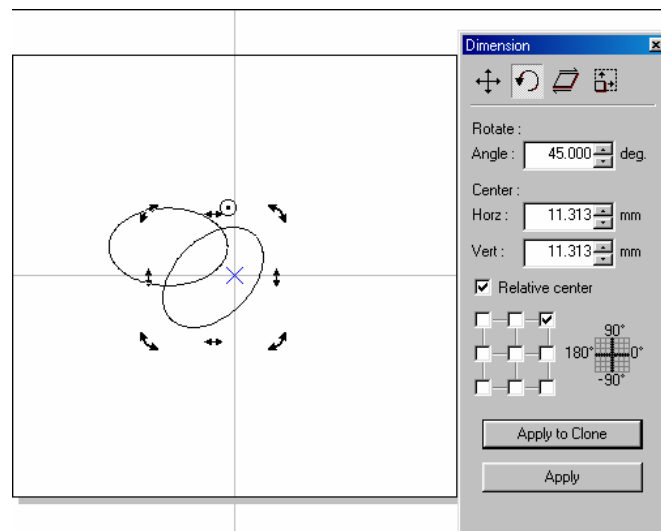 Dimension
Rotate :
Angle : 45.000 deg.
Center :
Horz : 11.313 mm
Vert : 11.313 mm
Relative center
90°
180° 0°
-90°
Apply to Clone
Apply